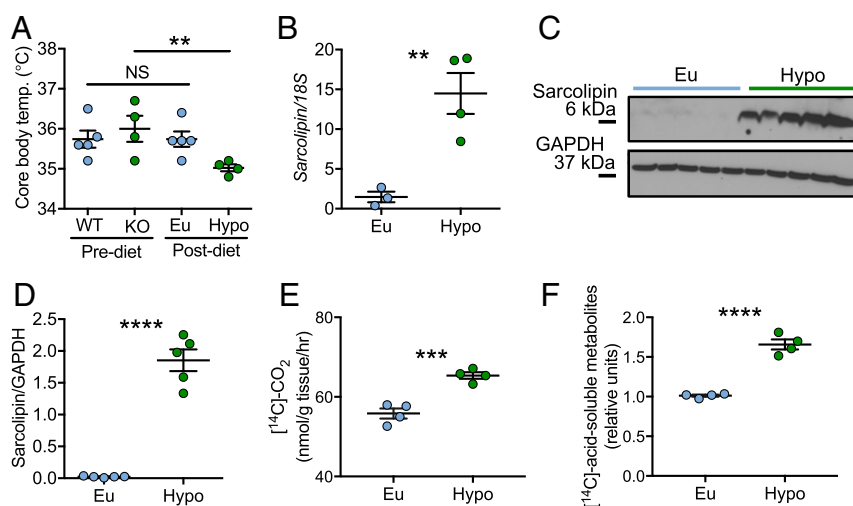 A
Core body temp. (°C)
38
37
36
35
34
**
NS
WT KO Eu Hypo
Pre-diet Post-diet
B
Sarcolipin/18S
20
15
10
5
0
**
Eu Hypo
C
Eu Hypo
Sarcolipin
6 kDa
GAPDH
37 kDa
D
Sarcolipin/GAPDH
2.5
2.0
1.5
1.0
0.5
0.0
****
Eu Hypo
E
[¹⁴C]-CO₂
(nmol/g tissue/hr)
80
60
40
***
Eu Hypo
F
[¹⁴C]-acid-soluble metabolites
(relative units)
2.0
1.5
1.0
0.5
0.0
****
Eu Hypo